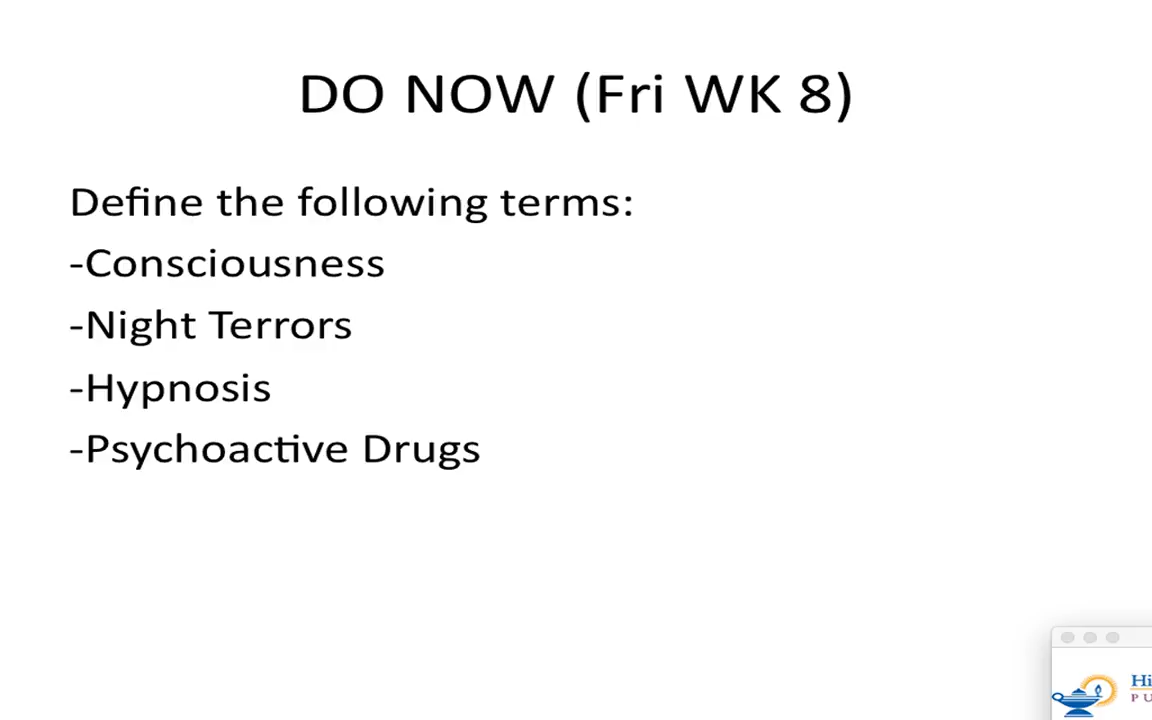 DO NOW (Fri WK 8)
Define the following terms:
-Consciousness
-Night Terrors
-Hypnosis
-Psychoactive Drugs